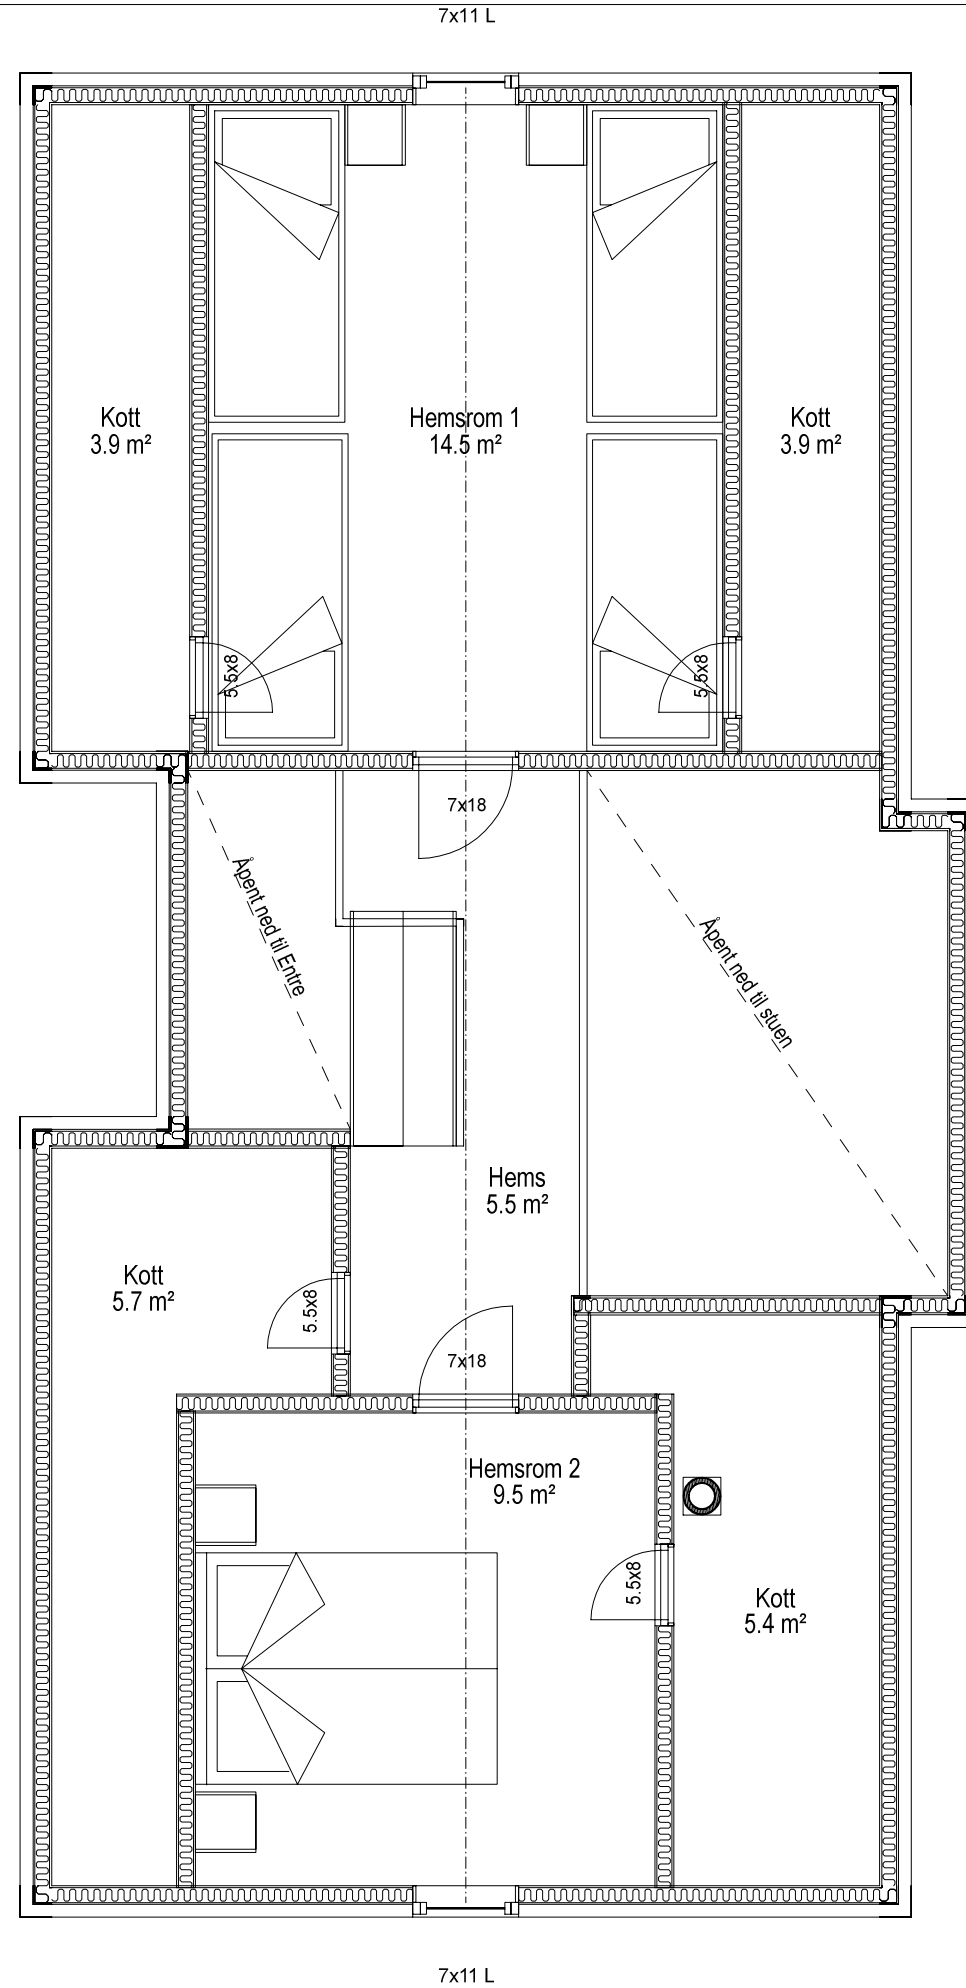 7x11 L
Kott
3.9 m²
Hemsrom 1
14.5 m²
Kott
3.9 m²
5.5x8
5.5x8
7x18
Åpent ned til Entre
Åpent ned til stuen
Hems
5.5 m²
Kott
5.7 m²
5.5x8
7x18
Hemsrom 2
9.5 m²
5.5x8
Kott
5.4 m²
7x11 L